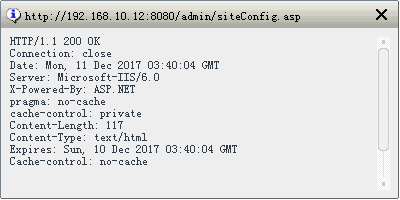 http://192.168.10.12:8080/admin/siteConfig.asp
HTTP/1.1 200 OK
Connection: close
Date: Mon, 11 Dec 2017 03:40:04 GMT
Server: Microsoft-IIS/6.0
X-Powered-By: ASP.NET
pragma: no-cache
cache-control: private
Content-Length: 117
Content-Type: text/html
Expires: Sun, 10 Dec 2017 03:40:04 GMT
Cache-control: no-cache